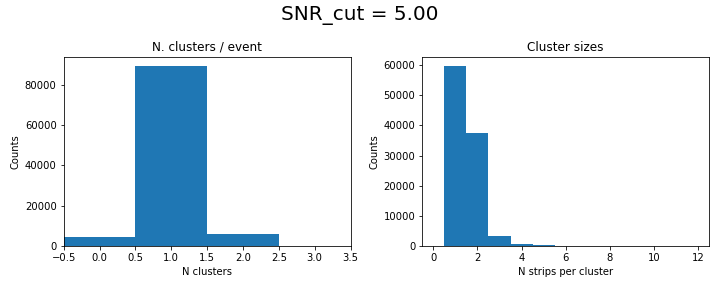 SNR_cut = 5.00
N. clusters / event
Counts
80000
60000
40000
20000
0
−0.5 0.0 0.5 1.0 1.5 2.0 2.5 3.0 3.5
N clusters
Cluster sizes
Counts
60000
50000
40000
30000
20000
10000
0
0 2 4 6 8 10 12
N strips per cluster